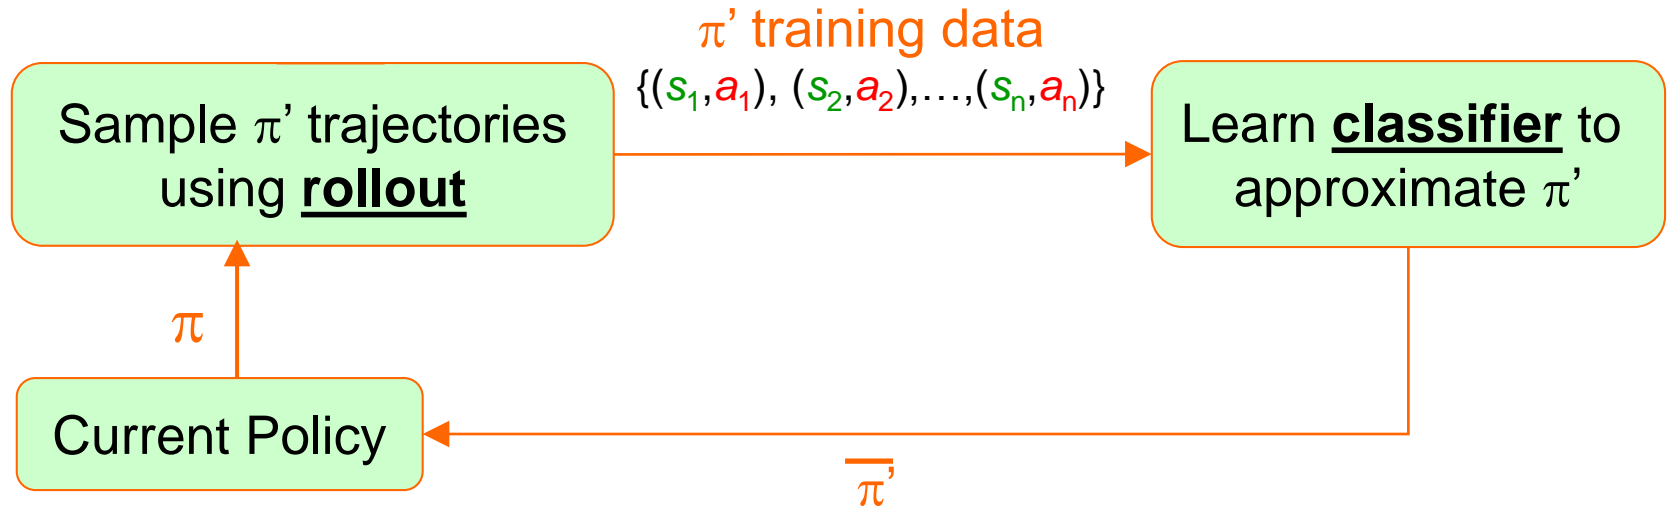 π’ training data
{(s₁,a₁), (s₂,a₂),…,(sₙ,aₙ)}
Sample π’ trajectories
using rollout
Learn classifier to
approximate π’
π
Current Policy
π̅’